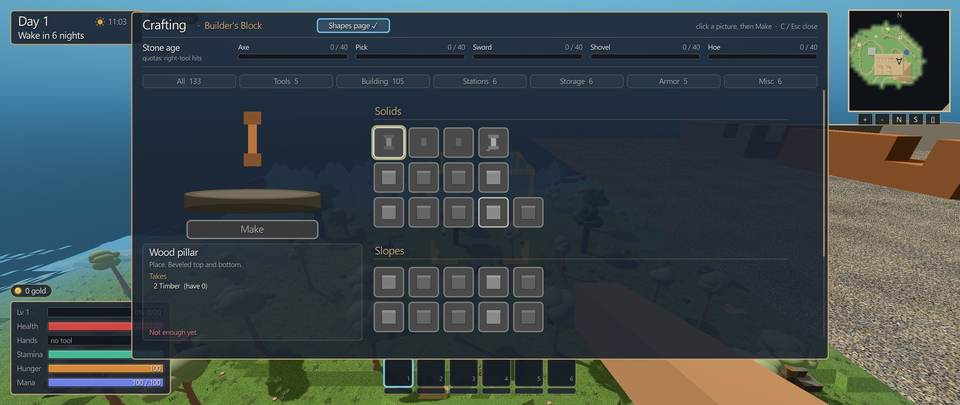 Day 1
11:03
Wake in 6 nights
Crafting · Builder's Block
Shapes page ✓
click a picture, then Make · C / Esc close
Stone age
quotas: right-tool hits
Axe 0 / 40
Pick 0 / 40
Sword 0 / 40
Shovel 0 / 40
Hoe 0 / 40
All 133
Tools 5
Building 105
Stations 6
Storage 6
Armor 5
Misc 6
Solids
Make
Wood pillar
Place. Beveled top and bottom.
Takes
2 Timber (have 0)
Not enough yet.
Slopes
N
+ - N S []
0 gold
Lv 1
Health
Hands no tool
Stamina
Hunger 100
Mana 100 / 100
1 2 3 4 5 6